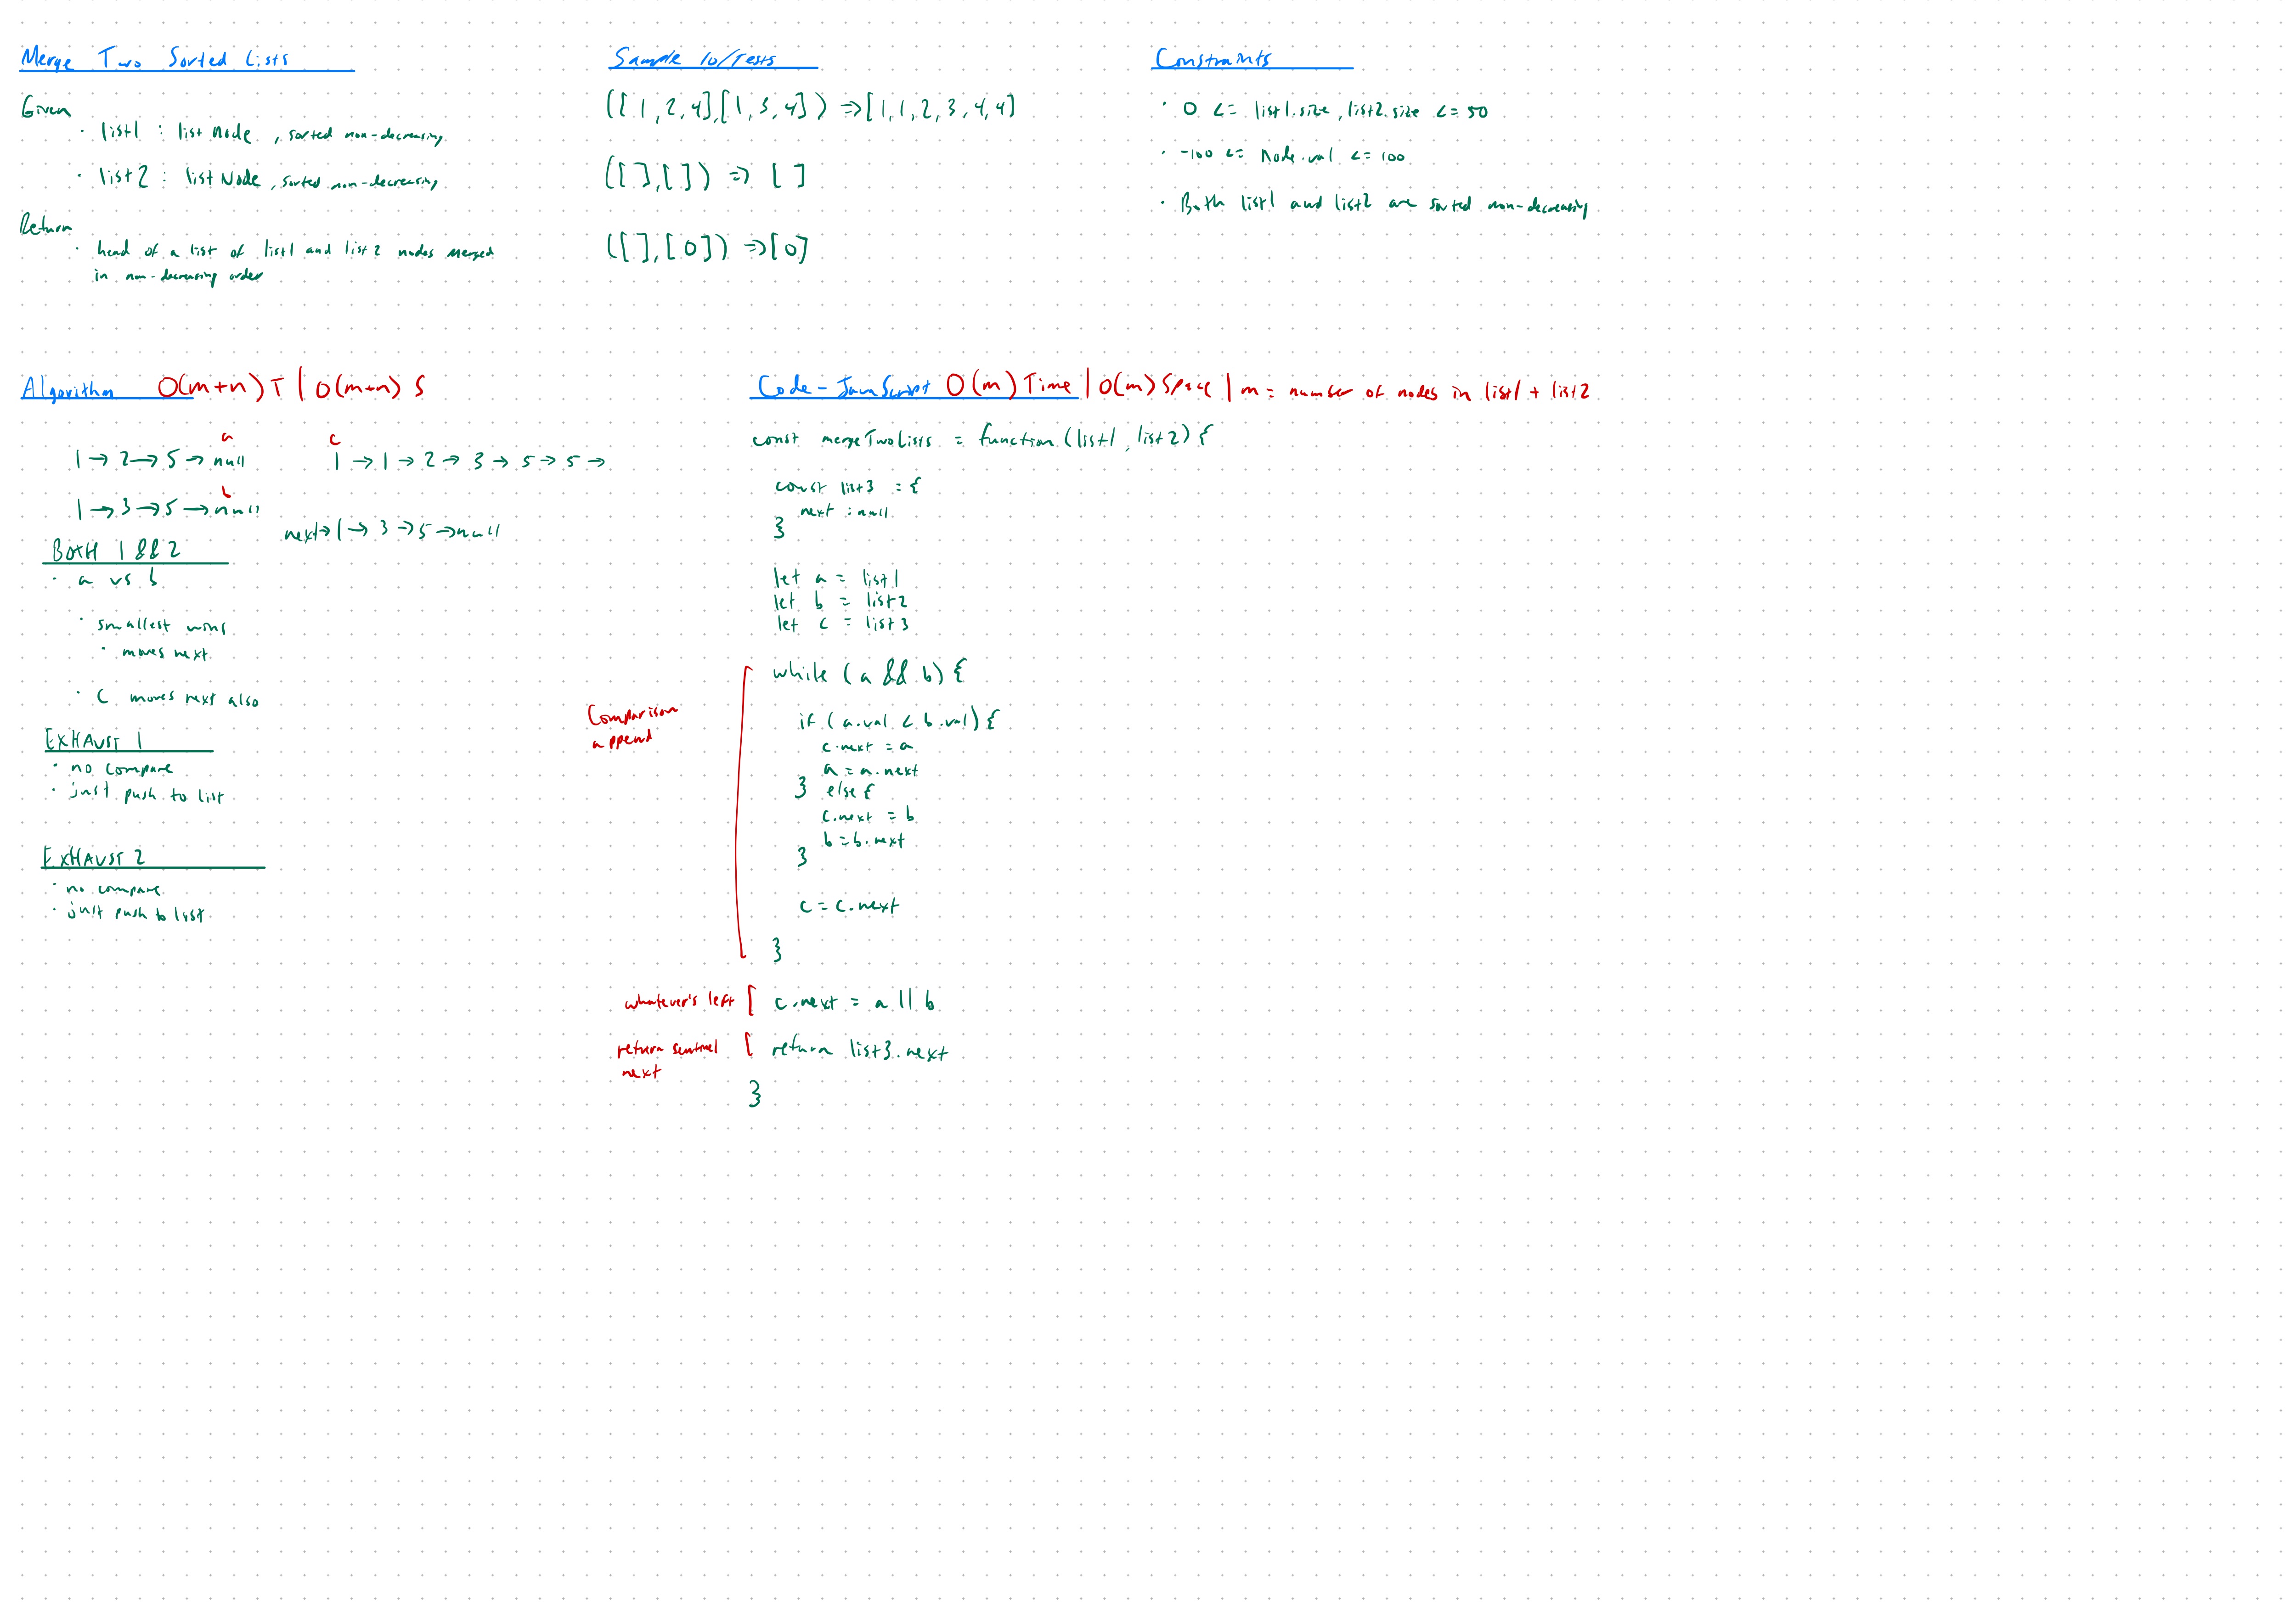 Merge Two Sorted Lists
Given
· list1 : list Node , sorted non-decreasing
· list2 : list Node , sorted non-decreasing
Return
· head of a list of list1 and list2 nodes merged
in non-decreasing order
Sample IO/Tests
([1,2,4],[1,3,4]) => [1,1,2,3,4,4]
([],[]) => []
([],[0]) => [0]
Constraints
· 0 <= list1.size, list2.size <= 50
· -100 <= Node.val <= 100
· Both list1 and list2 are sorted non-decreasing
Algorithm O(m+n) T | O(m+n) S
a
1 → 2 → 5 → null
b
1 → 3 → 5 → null
c
1 → 1 → 2 → 3 → 5 → 5 →
next → 1 → 3 → 5 → null
BOTH 1 && 2
· a vs b
· smallest wins
· moves next
· C moves next also
EXHAUST 1
· no compare
· just push to list
EXHAUST 2
· no compare
· just push to list
Code - JavaScript O(m) Time | O(m) Space | m = number of nodes in list1 + list2
const mergeTwoLists = function (list1, list2) {
const list3 = {
next : null
}
let a = list1
let b = list2
let c = list3
Comparison
append
while (a && b) {
if (a.val < b.val) {
c.next = a
a = a.next
} else {
c.next = b
b = b.next
}
c = c.next
}
whatever's left [ c.next = a || b
return sentinel [ return list3.next
next
}